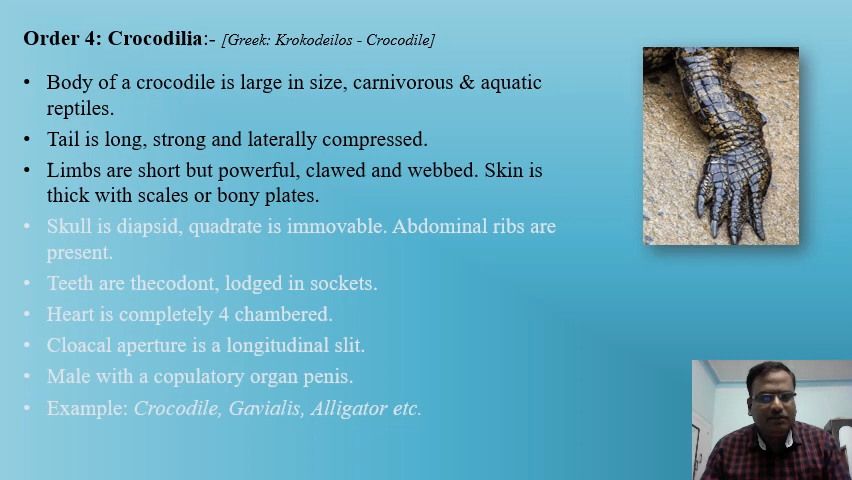 Order 4: Crocodilia:- [Greek: Krokodeilos - Crocodile]
• Body of a crocodile is large in size, carnivorous & aquatic
reptiles.
• Tail is long, strong and laterally compressed.
• Limbs are short but powerful, clawed and webbed. Skin is
thick with scales or bony plates.
• Skull is diapsid, quadrate is immovable. Abdominal ribs are
present.
• Teeth are thecodont, lodged in sockets.
• Heart is completely 4 chambered.
• Cloacal aperture is a longitudinal slit.
• Male with a copulatory organ penis.
• Example: Crocodile, Gavialis, Alligator etc.